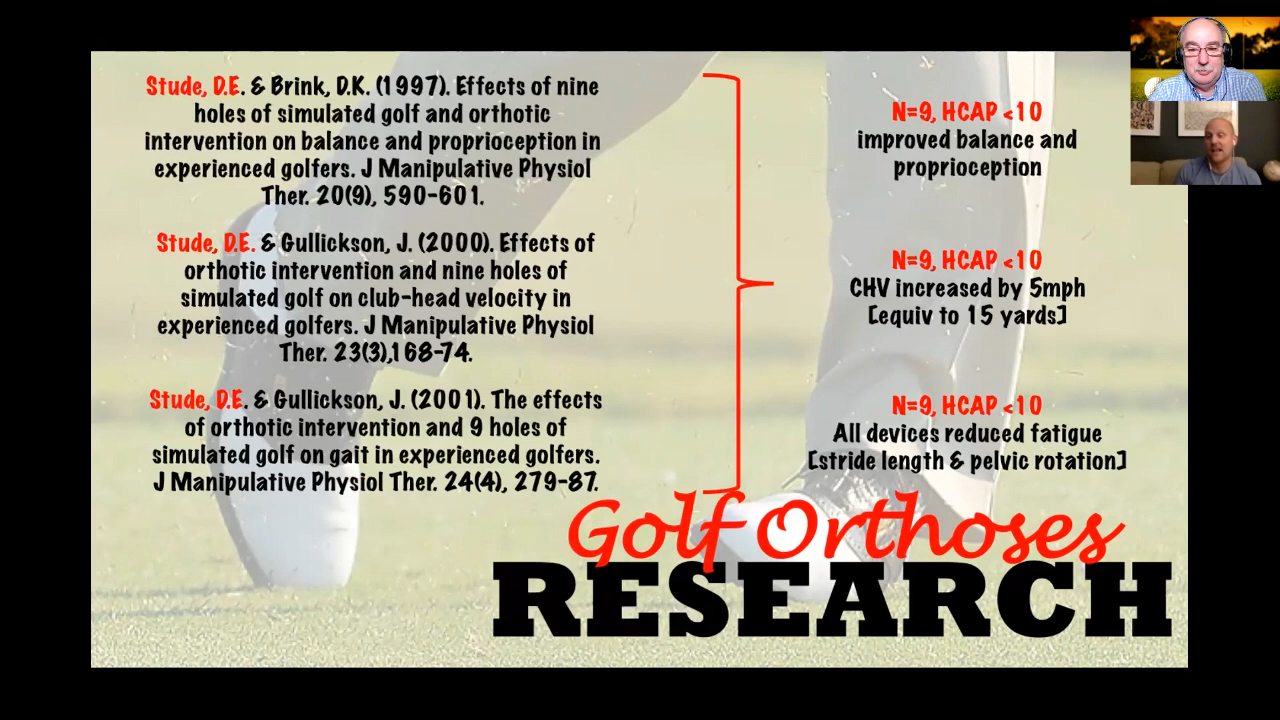 Stude, D.E. & Brink, D.K. (1997). Effects of nine
holes of simulated golf and orthotic
intervention on balance and proprioception in
experienced golfers. J Manipulative Physiol
Ther. 20(9), 590-601.
Stude, D.E. & Gullickson, J. (2000). Effects of
orthotic intervention and nine holes of
simulated golf on club-head velocity in
experienced golfers. J Manipulative Physiol
Ther. 23(3),168-74.
Stude, D.E. & Gullickson, J. (2001). The effects
of orthotic intervention and 9 holes of
simulated golf on gait in experienced golfers.
J Manipulative Physiol Ther. 24(4), 279-87.
N=9, HCAP <10
improved balance and
proprioception
N=9, HCAP <10
CHV increased by 5mph
[equiv to 15 yards]
N=9, HCAP <10
All devices reduced fatigue
[stride length & pelvic rotation]
Golf Orthoses
RESEARCH